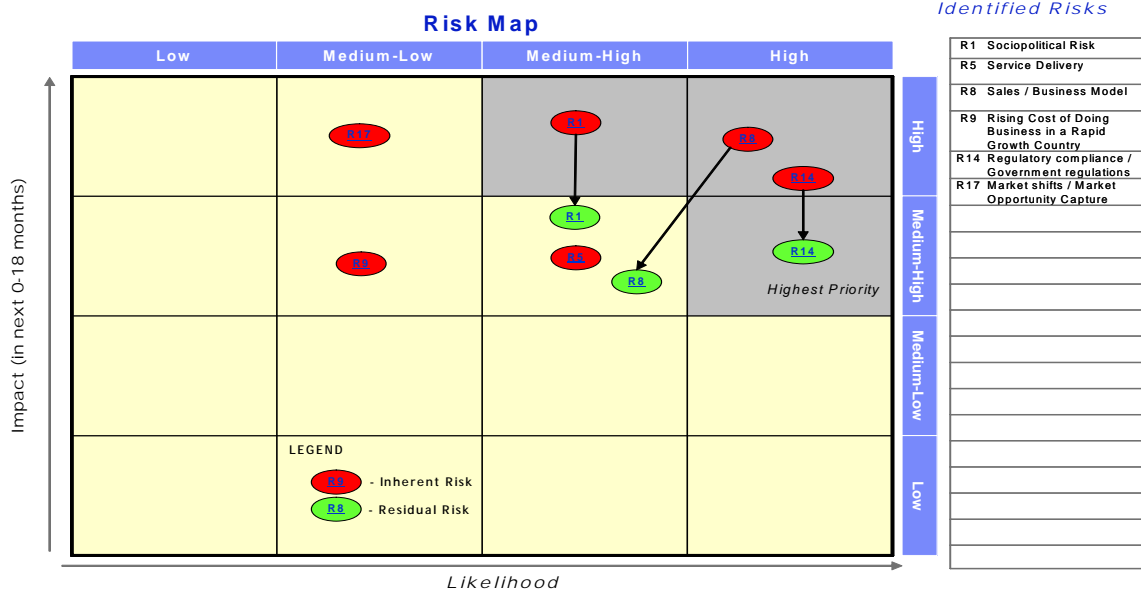 Identified Risks
Risk Map
Low
Medium-Low
Medium-High
High
R1 Sociopolitical Risk
R5 Service Delivery
R8 Sales / Business Model
R9 Rising Cost of Doing
Business in a Rapid
Growth Country
R14 Regulatory compliance /
Government regulations
R17 Market shifts / Market
Opportunity Capture
Impact (in next 0-18 months)
High
Medium-High
Medium-Low
Low
R17
R1
R8
R14
R1
R9
R5
R8
R14
Highest Priority
LEGEND
R9 - Inherent Risk
R8 - Residual Risk
Likelihood